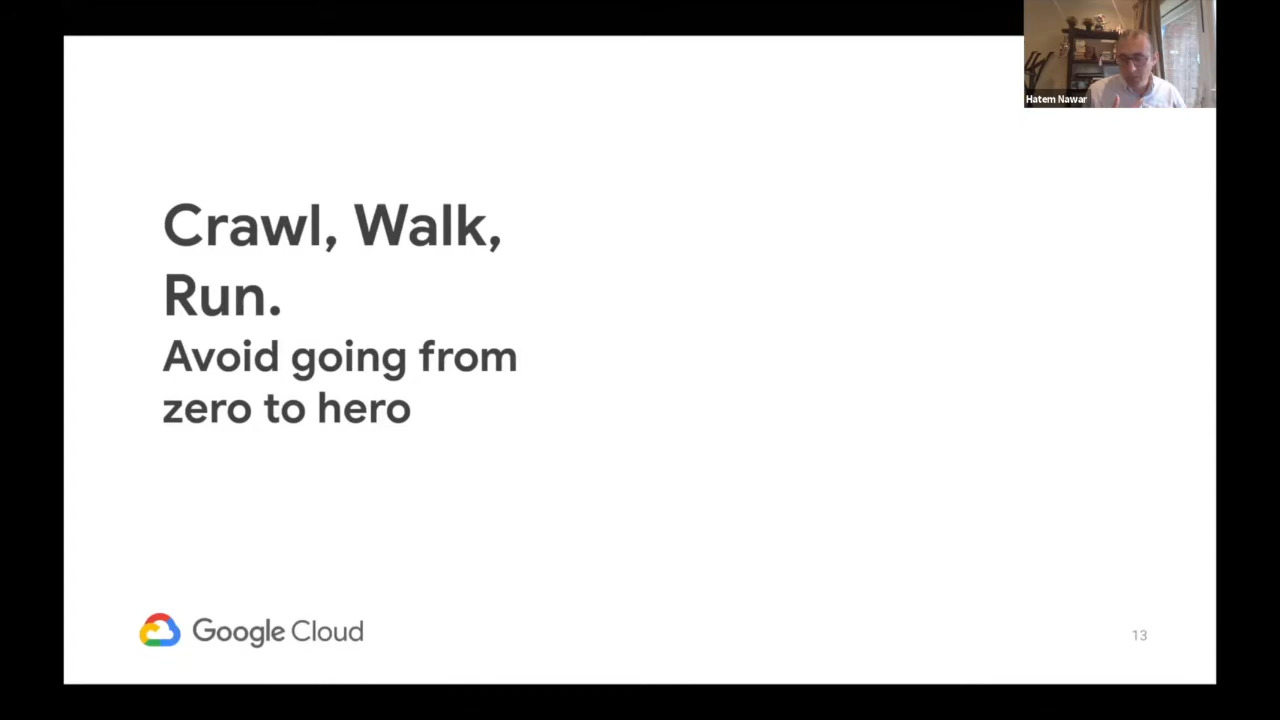 Hatem Nawar
Crawl, Walk,
Run.
Avoid going from
zero to hero
Google Cloud
13